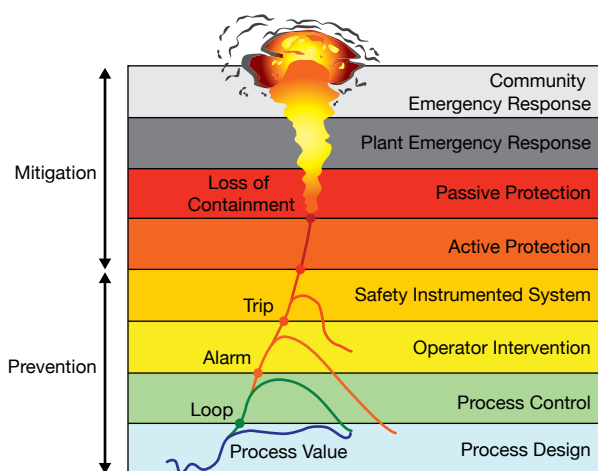 Community
Emergency Response
Plant Emergency Response
Mitigation
Loss of
Containment
Passive Protection
Active Protection
Safety Instrumented System
Trip
Operator Intervention
Alarm
Prevention
Process Control
Loop
Process Value
Process Design